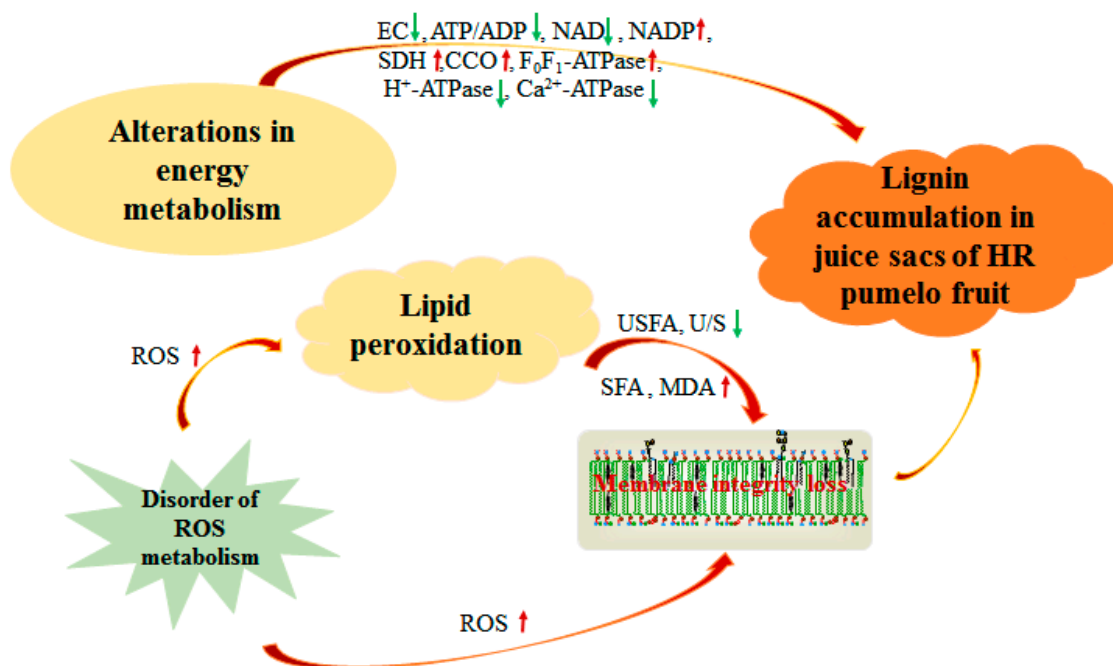 EC↓, ATP/ADP↓, NAD↓, NADP↑,
SDH↑,CCO↑, F₀F₁-ATPase↑,
H⁺-ATPase↓, Ca²⁺-ATPase↓
Alterations in
energy
metabolism
Lignin
accumulation in
juice sacs of HR
pumelo fruit
Lipid
peroxidation
USFA, U/S↓
SFA, MDA↑
ROS↑
Membrane integrity loss
Disorder of
ROS
metabolism
ROS↑